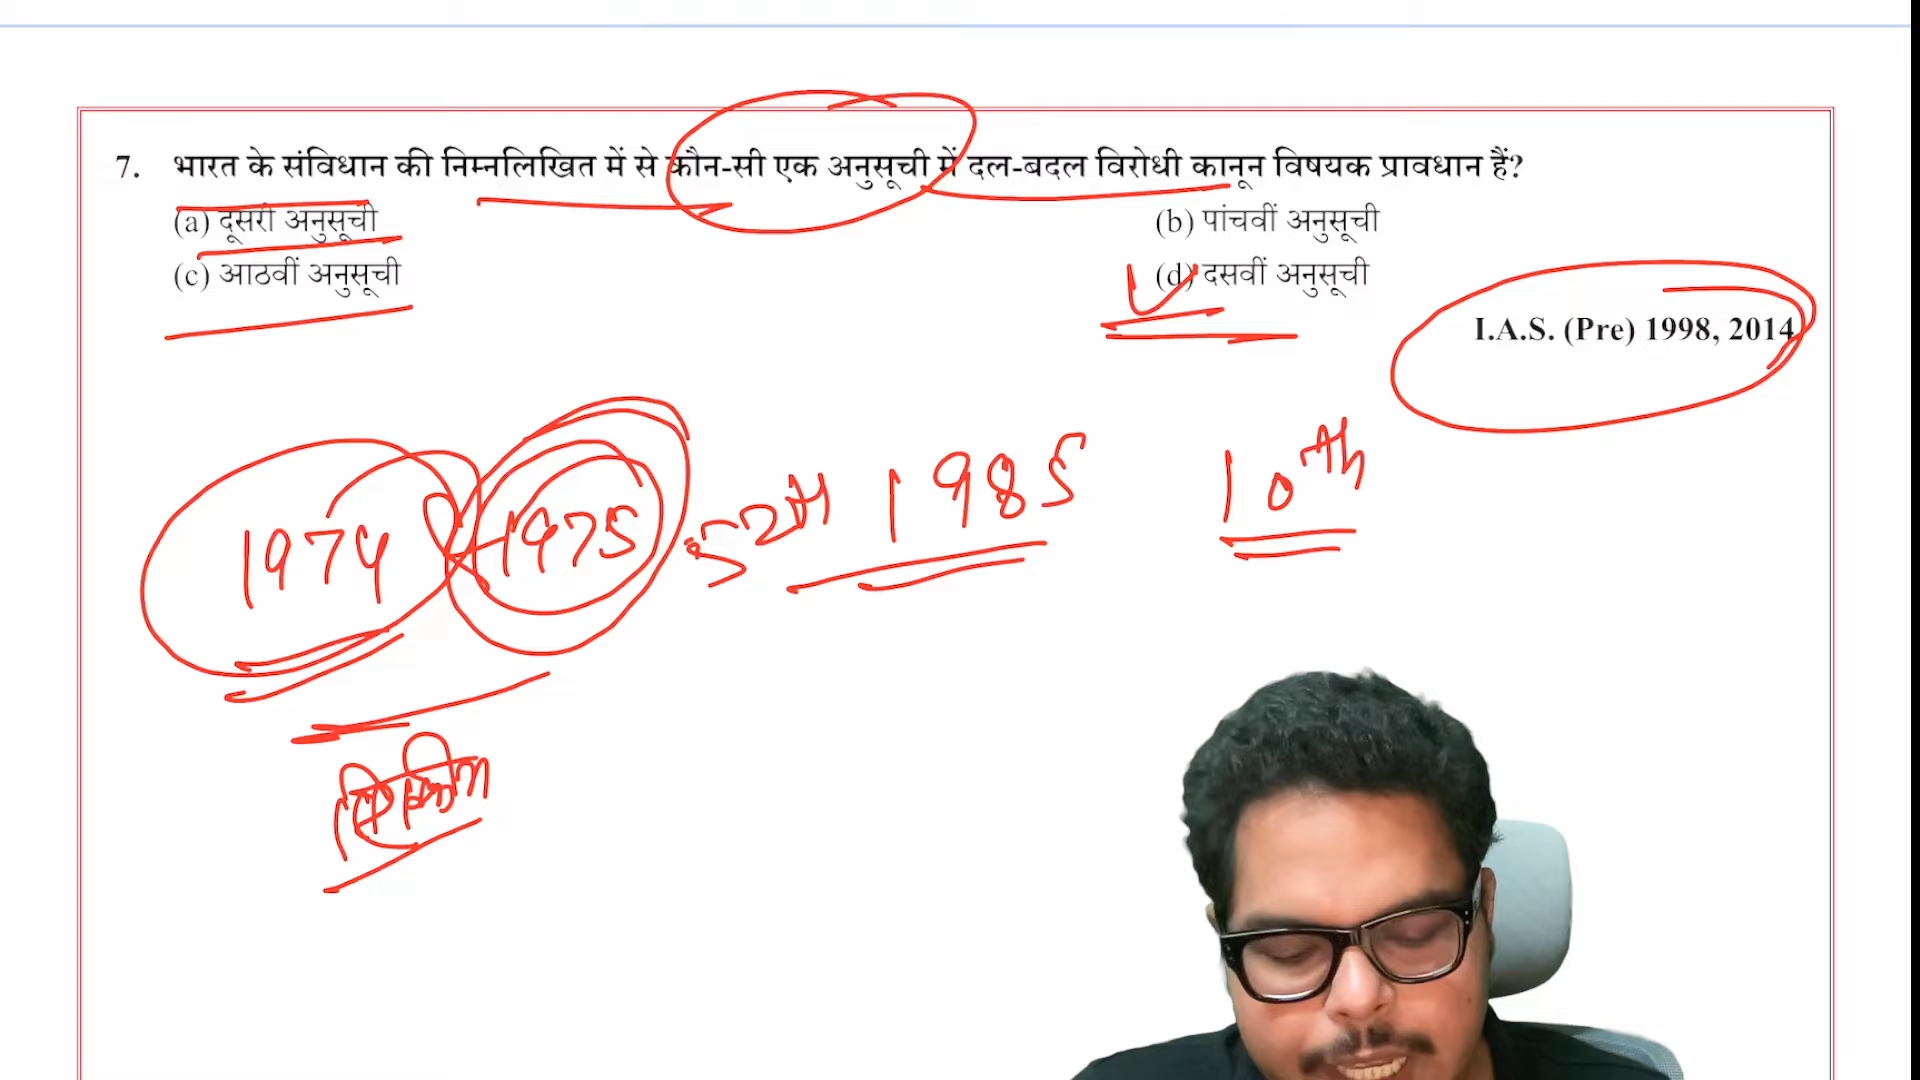 7. भारत के संविधान की निम्नलिखित में से कौन-सी एक अनुसूची में दल-बदल विरोधी कानून विषयक प्रावधान हैं?
(a) दूसरी अनुसूची (b) पांचवीं अनुसूची
(c) आठवीं अनुसूची (d) दसवीं अनुसूची
I.A.S. (Pre) 1998, 2014
1974 1975 52वां 1985 10th
सिक्किम